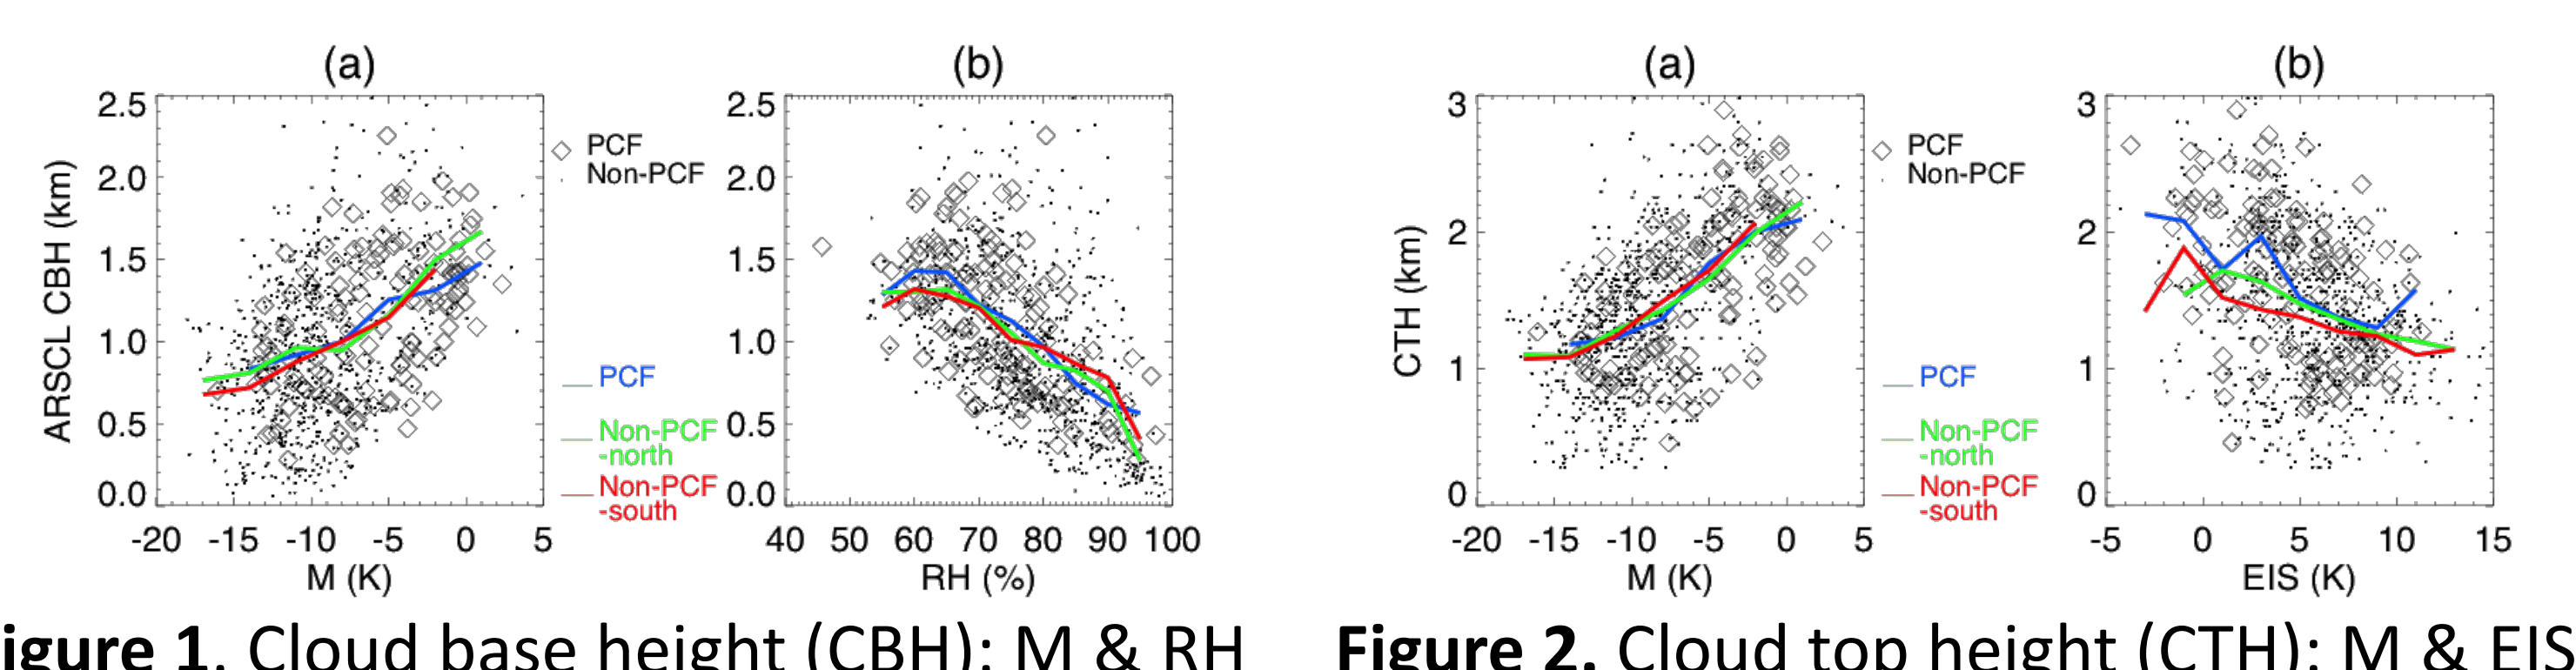 (a)
2.5
2.0
1.5
1.0
0.5
0.0
ARSCL CBH (km)
-20 -15 -10 -5 0 5
M (K)
PCF
Non-PCF
PCF
Non-PCF
-north
Non-PCF
-south
(b)
2.5
2.0
1.5
1.0
0.5
0.0
40 50 60 70 80 90 100
RH (%)
igure 1. Cloud base height (CBH): M & RH
(a)
3
2
1
0
CTH (km)
-20 -15 -10 -5 0 5
M (K)
PCF
Non-PCF
PCF
Non-PCF
-north
Non-PCF
-south
(b)
3
2
1
0
-5 0 5 10 15
EIS (K)
Figure 2. Cloud top height (CTH): M & EIS